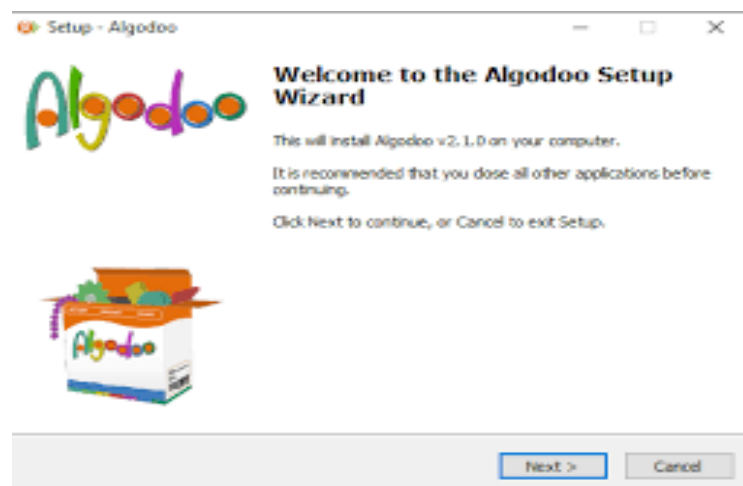 Setup - Algodoo
Algodoo
Welcome to the Algodoo Setup
Wizard
This will install Algodoo v2.1.0 on your computer.
It is recommended that you close all other applications before
continuing.
Click Next to continue, or Cancel to exit Setup.
Algodoo
Next >
Cancel